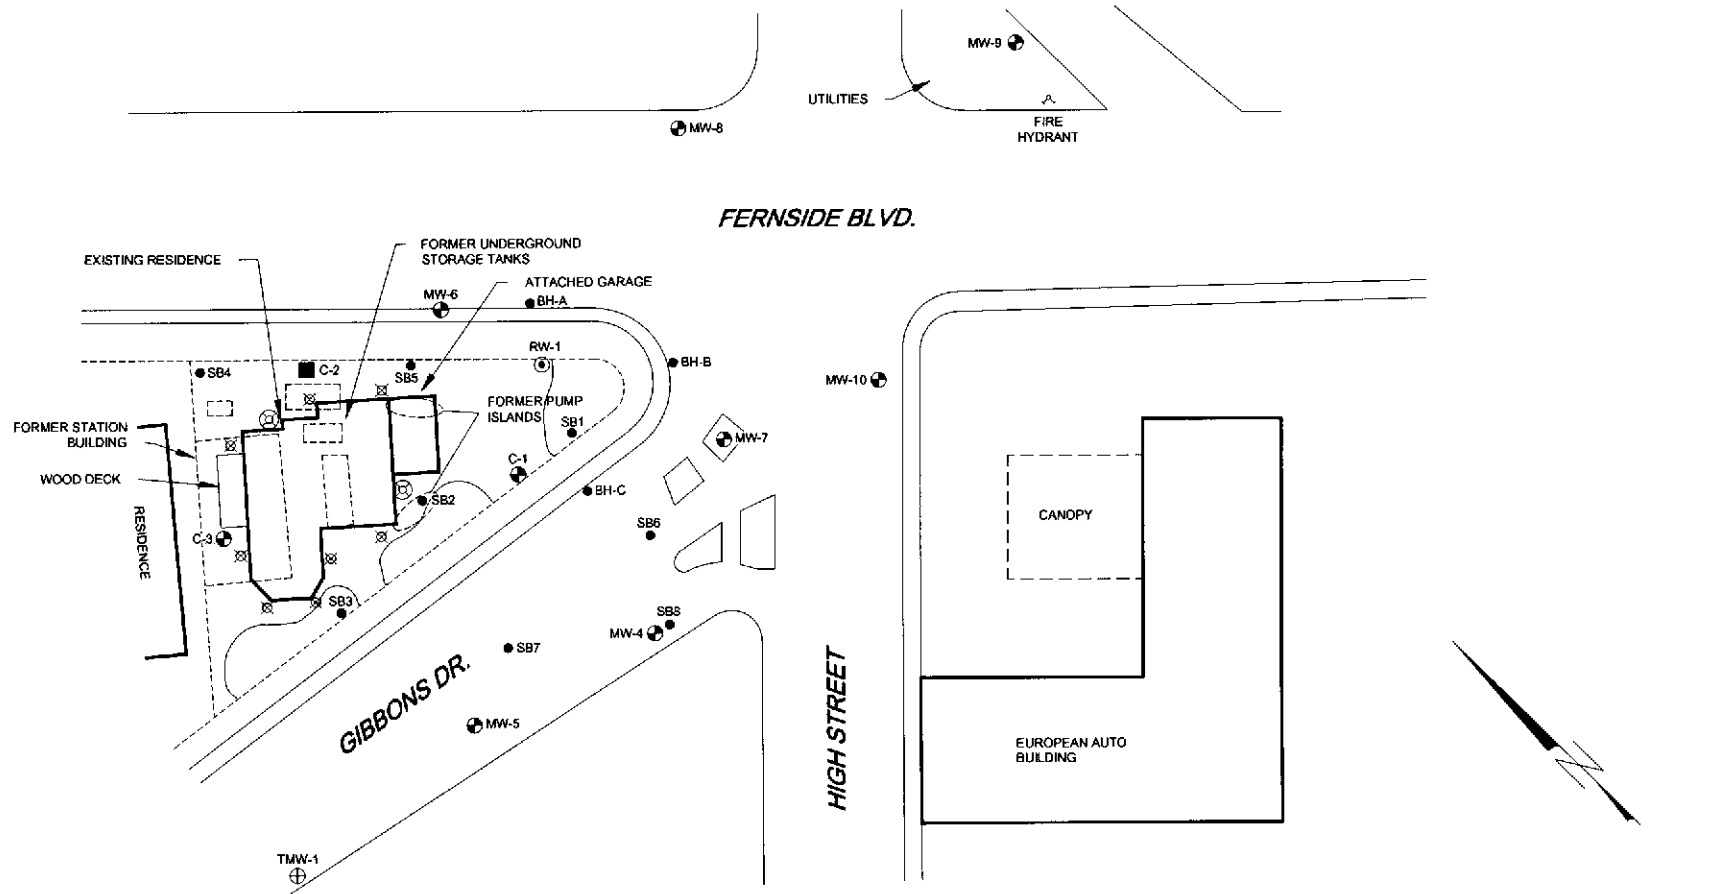 MW-9
UTILITIES
FIRE
HYDRANT
MW-8
FERNSIDE BLVD.
FORMER UNDERGROUND
STORAGE TANKS
EXISTING RESIDENCE
ATTACHED GARAGE
MW-6
BH-A
RW-1
BH-B
SB4
C-2
SB5
MW-10
FORMER PUMP
ISLANDS
SB1
FORMER STATION
BUILDING
MW-7
C-1
WOOD DECK
BH-C
SB2
RESIDENCE
CANOPY
SB6
C-3
SB3
SB8
MW-4
SB7
GIBBONS DR.
MW-5
HIGH STREET
EUROPEAN AUTO
BUILDING
TMW-1
N